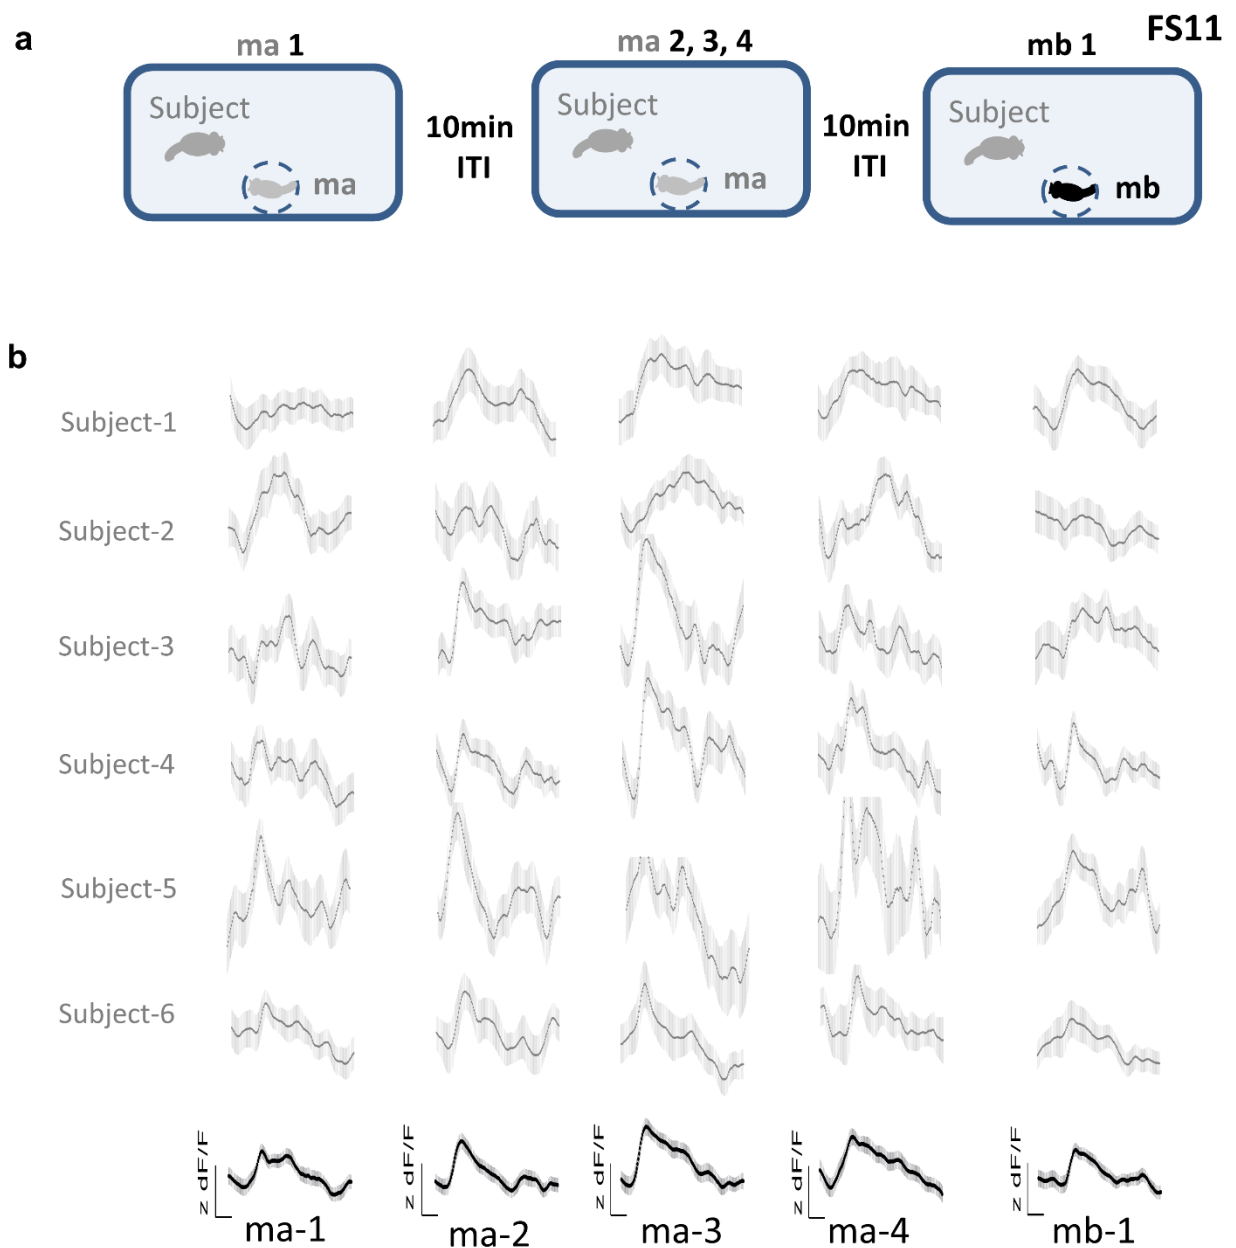 a
FS11
ma 1
ma 2, 3, 4
mb 1
Subject
ma
10min
ITI
Subject
ma
10min
ITI
Subject
mb
b
Subject-1
Subject-2
Subject-3
Subject-4
Subject-5
Subject-6
z dF/F
z dF/F
z dF/F
z dF/F
z dF/F
ma-1
ma-2
ma-3
ma-4
mb-1